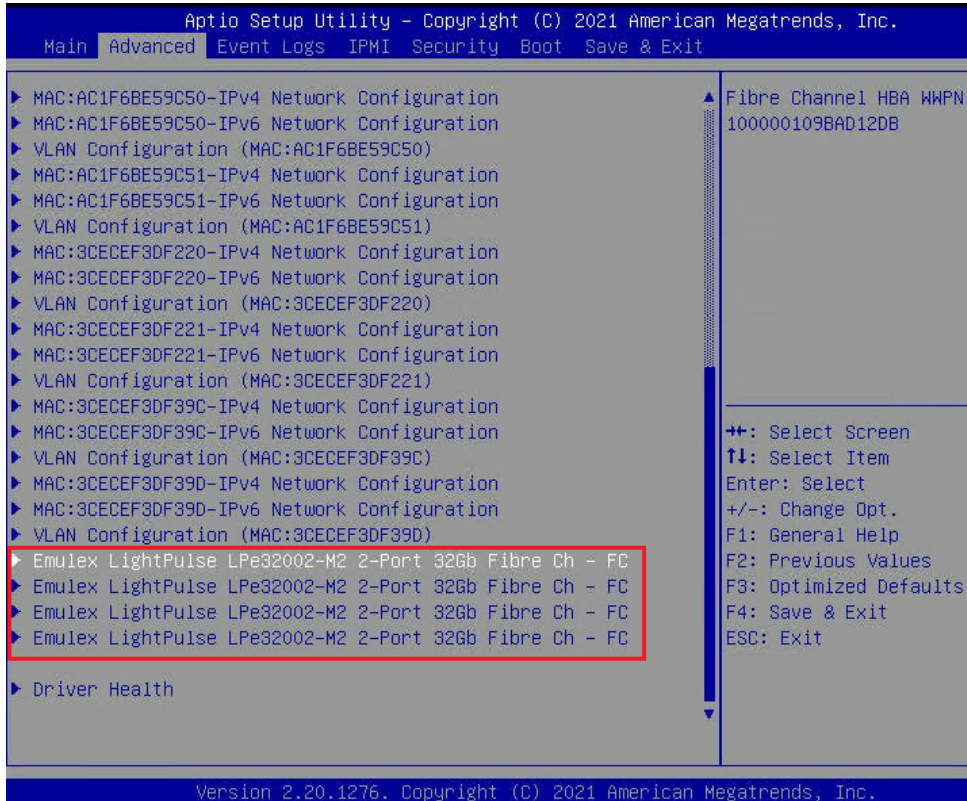 Aptio Setup Utility – Copyright (C) 2021 American Megatrends, Inc.
Main Advanced Event Logs IPMI Security Boot Save & Exit
MAC:AC1F6BE59C50-IPv4 Network Configuration
MAC:AC1F6BE59C50-IPv6 Network Configuration
VLAN Configuration (MAC:AC1F6BE59C50)
MAC:AC1F6BE59C51-IPv4 Network Configuration
MAC:AC1F6BE59C51-IPv6 Network Configuration
VLAN Configuration (MAC:AC1F6BE59C51)
MAC:3CECEF3DF220-IPv4 Network Configuration
MAC:3CECEF3DF220-IPv6 Network Configuration
VLAN Configuration (MAC:3CECEF3DF220)
MAC:3CECEF3DF221-IPv4 Network Configuration
MAC:3CECEF3DF221-IPv6 Network Configuration
VLAN Configuration (MAC:3CECEF3DF221)
MAC:3CECEF3DF39C-IPv4 Network Configuration
MAC:3CECEF3DF39C-IPv6 Network Configuration
VLAN Configuration (MAC:3CECEF3DF39C)
MAC:3CECEF3DF39D-IPv4 Network Configuration
MAC:3CECEF3DF39D-IPv6 Network Configuration
VLAN Configuration (MAC:3CECEF3DF39D)
Emulex LightPulse LPe32002-M2 2-Port 32Gb Fibre Ch - FC
Emulex LightPulse LPe32002-M2 2-Port 32Gb Fibre Ch - FC
Emulex LightPulse LPe32002-M2 2-Port 32Gb Fibre Ch - FC
Emulex LightPulse LPe32002-M2 2-Port 32Gb Fibre Ch - FC
Driver Health
Fibre Channel HBA WWPN
100000109BAD12DB
→←: Select Screen
↑↓: Select Item
Enter: Select
+/-: Change Opt.
F1: General Help
F2: Previous Values
F3: Optimized Defaults
F4: Save & Exit
ESC: Exit
Version 2.20.1276. Copyright (C) 2021 American Megatrends, Inc.